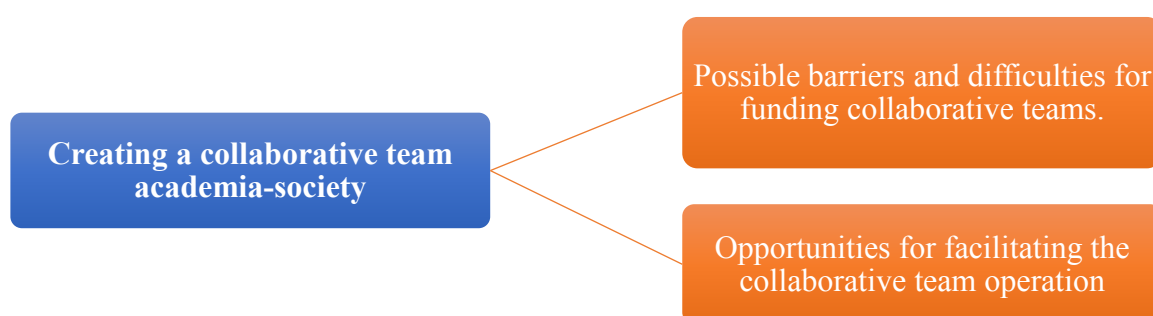 Creating a collaborative team
academia-society
Possible barriers and difficulties for
funding collaborative teams.
Opportunities for facilitating the
collaborative team operation